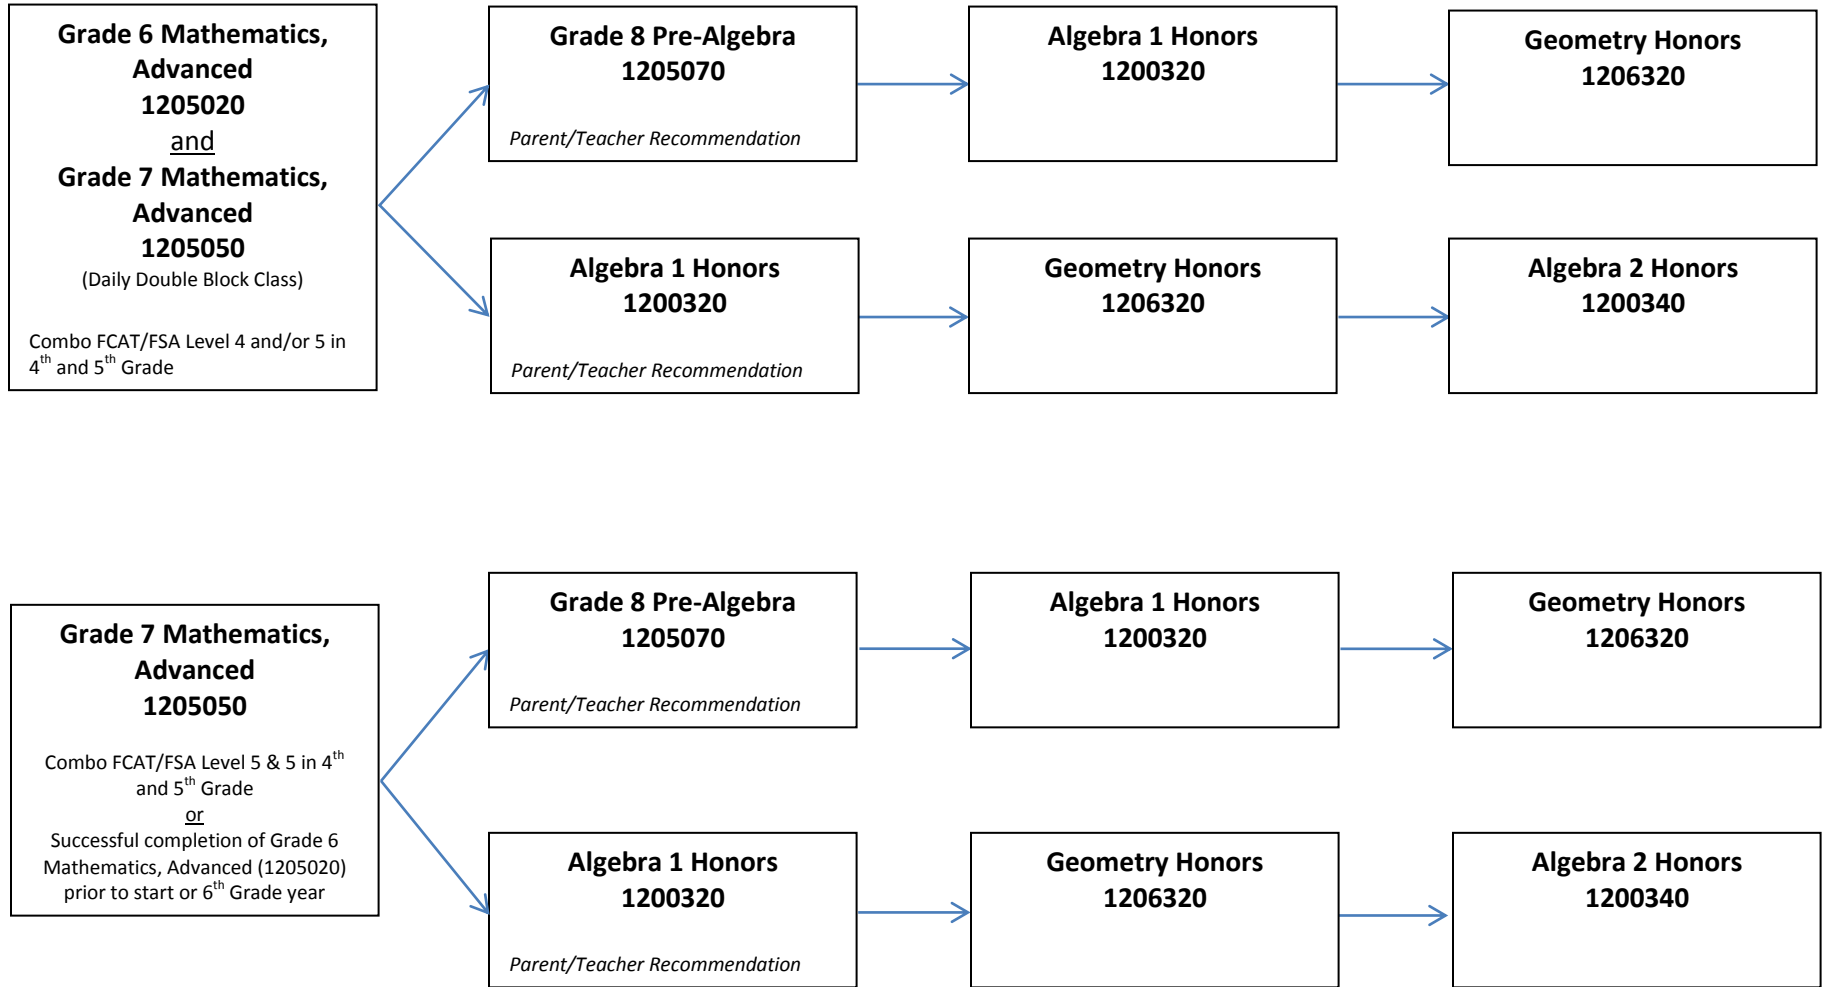 Grade 6 Mathematics,
Advanced
1205020
and
Grade 7 Mathematics,
Advanced
1205050
(Daily Double Block Class)
Combo FCAT/FSA Level 4 and/or 5 in
4th and 5th Grade
Grade 8 Pre-Algebra
1205070
Parent/Teacher Recommendation
Algebra 1 Honors
1200320
Geometry Honors
1206320
Algebra 1 Honors
1200320
Parent/Teacher Recommendation
Geometry Honors
1206320
Algebra 2 Honors
1200340
Grade 7 Mathematics,
Advanced
1205050
Combo FCAT/FSA Level 5 & 5 in 4th
and 5th Grade
or
Successful completion of Grade 6
Mathematics, Advanced (1205020)
prior to start or 6th Grade year
Grade 8 Pre-Algebra
1205070
Parent/Teacher Recommendation
Algebra 1 Honors
1200320
Geometry Honors
1206320
Algebra 1 Honors
1200320
Parent/Teacher Recommendation
Geometry Honors
1206320
Algebra 2 Honors
1200340